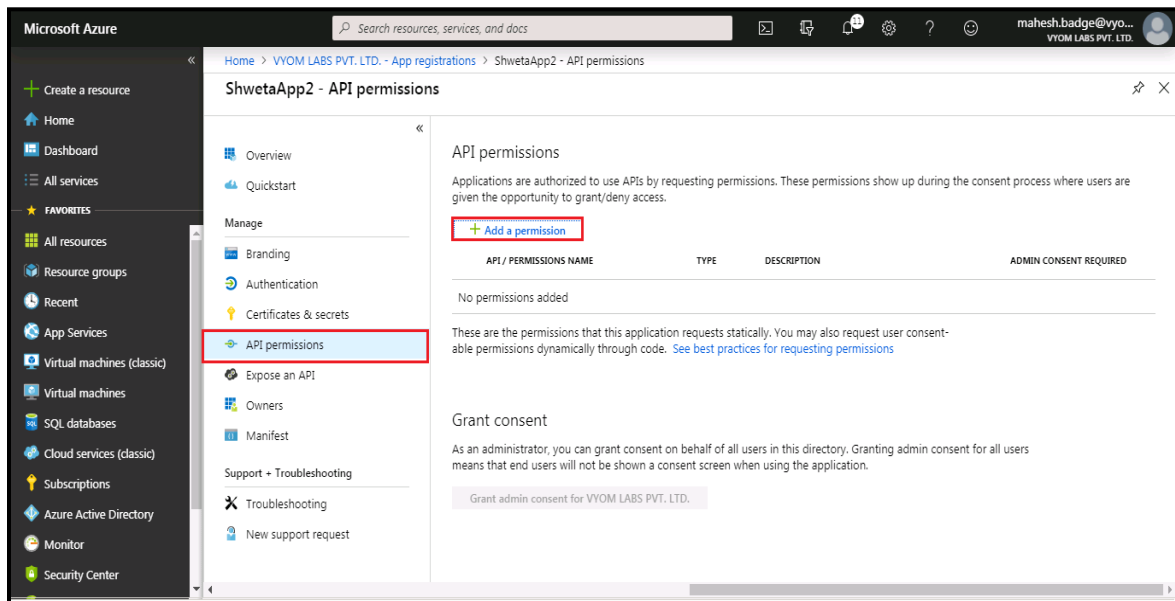 Microsoft Azure
Search resources, services, and docs
11
?
mahesh.badge@vyo...
VYOM LABS PVT. LTD.
«
Create a resource
Home
Dashboard
All services
FAVORITES
All resources
Resource groups
Recent
App Services
Virtual machines (classic)
Virtual machines
SQL databases
Cloud services (classic)
Subscriptions
Azure Active Directory
Monitor
Security Center
Home > VYOM LABS PVT. LTD. - App registrations > ShwetaApp2 - API permissions
ShwetaApp2 - API permissions
«
Overview
Quickstart
Manage
Branding
Authentication
Certificates & secrets
API permissions
Expose an API
Owners
Manifest
Support + Troubleshooting
Troubleshooting
New support request
API permissions
Applications are authorized to use APIs by requesting permissions. These permissions show up during the consent process where users are
given the opportunity to grant/deny access.
+ Add a permission
API / PERMISSIONS NAME TYPE DESCRIPTION ADMIN CONSENT REQUIRED
No permissions added
These are the permissions that this application requests statically. You may also request user consent-
able permissions dynamically through code. See best practices for requesting permissions
Grant consent
As an administrator, you can grant consent on behalf of all users in this directory. Granting admin consent for all users
means that end users will not be shown a consent screen when using the application.
Grant admin consent for VYOM LABS PVT. LTD.